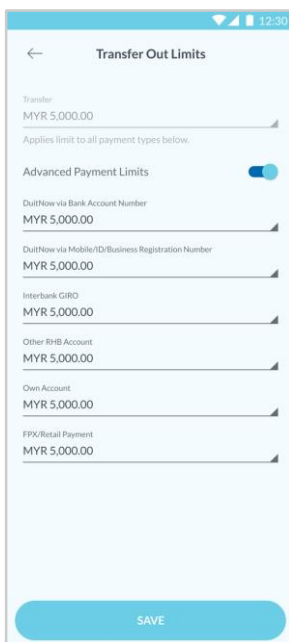 12:30
Transfer Out Limits
Transfer
MYR 5,000.00
Applies limit to all payment types below.
Advanced Payment Limits
DuitNow via Bank Account Number
MYR 5,000.00
DuitNow via Mobile/ID/Business Registration Number
MYR 5,000.00
Interbank GIRO
MYR 5,000.00
Other RHB Account
MYR 5,000.00
Own Account
MYR 5,000.00
FPX/Retail Payment
MYR 5,000.00
SAVE